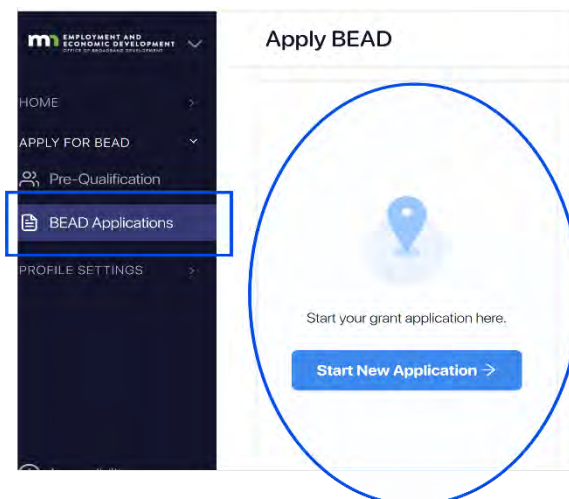 EMPLOYMENT AND
ECONOMIC DEVELOPMENT
OFFICE OF BROADBAND DEVELOPMENT
HOME
APPLY FOR BEAD
Pre-Qualification
BEAD Applications
PROFILE SETTINGS
Apply BEAD
Start your grant application here.
Start New Application →